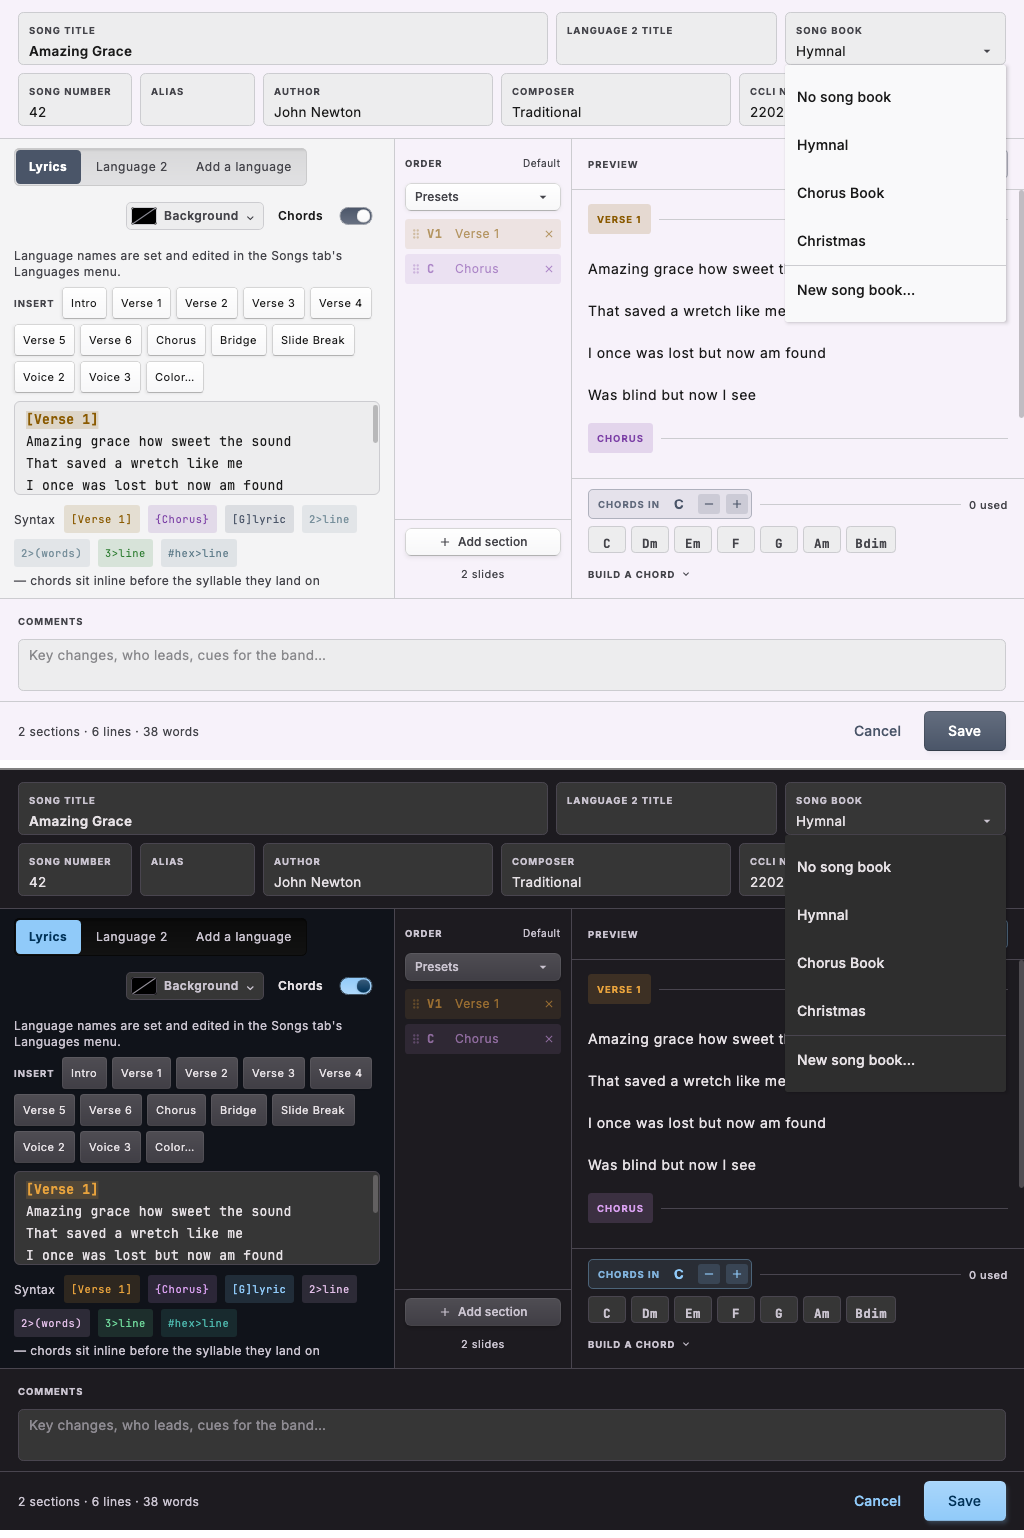 SONG TITLE
Amazing Grace
LANGUAGE 2 TITLE
SONG BOOK
Hymnal
SONG NUMBER
42
ALIAS
AUTHOR
John Newton
COMPOSER
Traditional
CCLI N
2202
No song book
Hymnal
Chorus Book
Christmas
New song book...
Lyrics
Language 2
Add a language
Background
Chords
Language names are set and edited in the Songs tab's
Languages menu.
INSERT
Intro
Verse 1
Verse 2
Verse 3
Verse 4
Verse 5
Verse 6
Chorus
Bridge
Slide Break
Voice 2
Voice 3
Color...
[Verse 1]
Amazing grace how sweet the sound
That saved a wretch like me
I once was lost but now am found
Syntax
[Verse 1]
{Chorus}
[G]lyric
2>line
2>(words)
3>line
#hex>line
— chords sit inline before the syllable they land on
ORDER
Default
Presets
V1 Verse 1 ×
C Chorus ×
+ Add section
2 slides
PREVIEW
VERSE 1
Amazing grace how sweet t
That saved a wretch like me
I once was lost but now am found
Was blind but now I see
CHORUS
CHORDS IN C − +
0 used
C
Dm
Em
F
G
Am
Bdim
BUILD A CHORD
COMMENTS
Key changes, who leads, cues for the band...
2 sections · 6 lines · 38 words
Cancel
Save
SONG TITLE
Amazing Grace
LANGUAGE 2 TITLE
SONG BOOK
Hymnal
SONG NUMBER
42
ALIAS
AUTHOR
John Newton
COMPOSER
Traditional
CCLI N
2202
No song book
Hymnal
Chorus Book
Christmas
New song book...
Lyrics
Language 2
Add a language
Background
Chords
Language names are set and edited in the Songs tab's
Languages menu.
INSERT
Intro
Verse 1
Verse 2
Verse 3
Verse 4
Verse 5
Verse 6
Chorus
Bridge
Slide Break
Voice 2
Voice 3
Color...
[Verse 1]
Amazing grace how sweet the sound
That saved a wretch like me
I once was lost but now am found
Syntax
[Verse 1]
{Chorus}
[G]lyric
2>line
2>(words)
3>line
#hex>line
— chords sit inline before the syllable they land on
ORDER
Default
Presets
V1 Verse 1 ×
C Chorus ×
+ Add section
2 slides
PREVIEW
VERSE 1
Amazing grace how sweet t
That saved a wretch like me
I once was lost but now am found
Was blind but now I see
CHORUS
CHORDS IN C − +
0 used
C
Dm
Em
F
G
Am
Bdim
BUILD A CHORD
COMMENTS
Key changes, who leads, cues for the band...
2 sections · 6 lines · 38 words
Cancel
Save